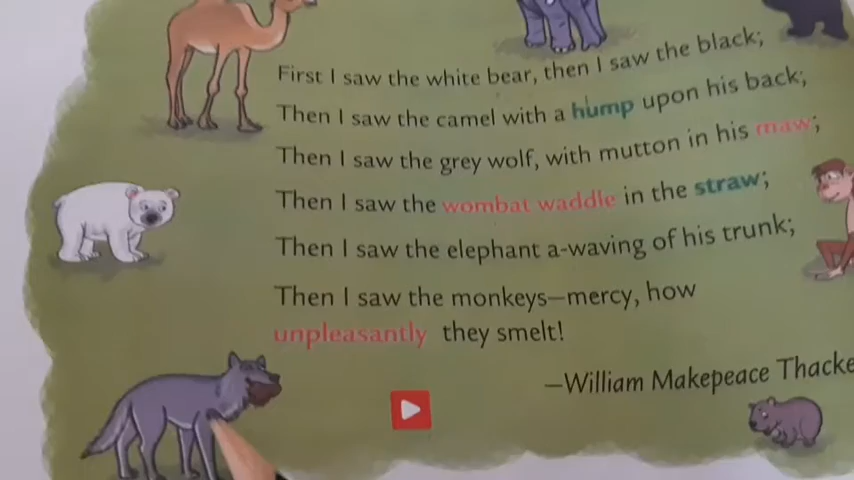 First I saw the white bear, then I saw the black;
Then I saw the camel with a hump upon his back;
Then I saw the grey wolf, with mutton in his maw;
Then I saw the wombat waddle in the straw;
Then I saw the elephant a-waving of his trunk;
Then I saw the monkeys—mercy, how
unpleasantly they smelt!
—William Makepeace Thacke